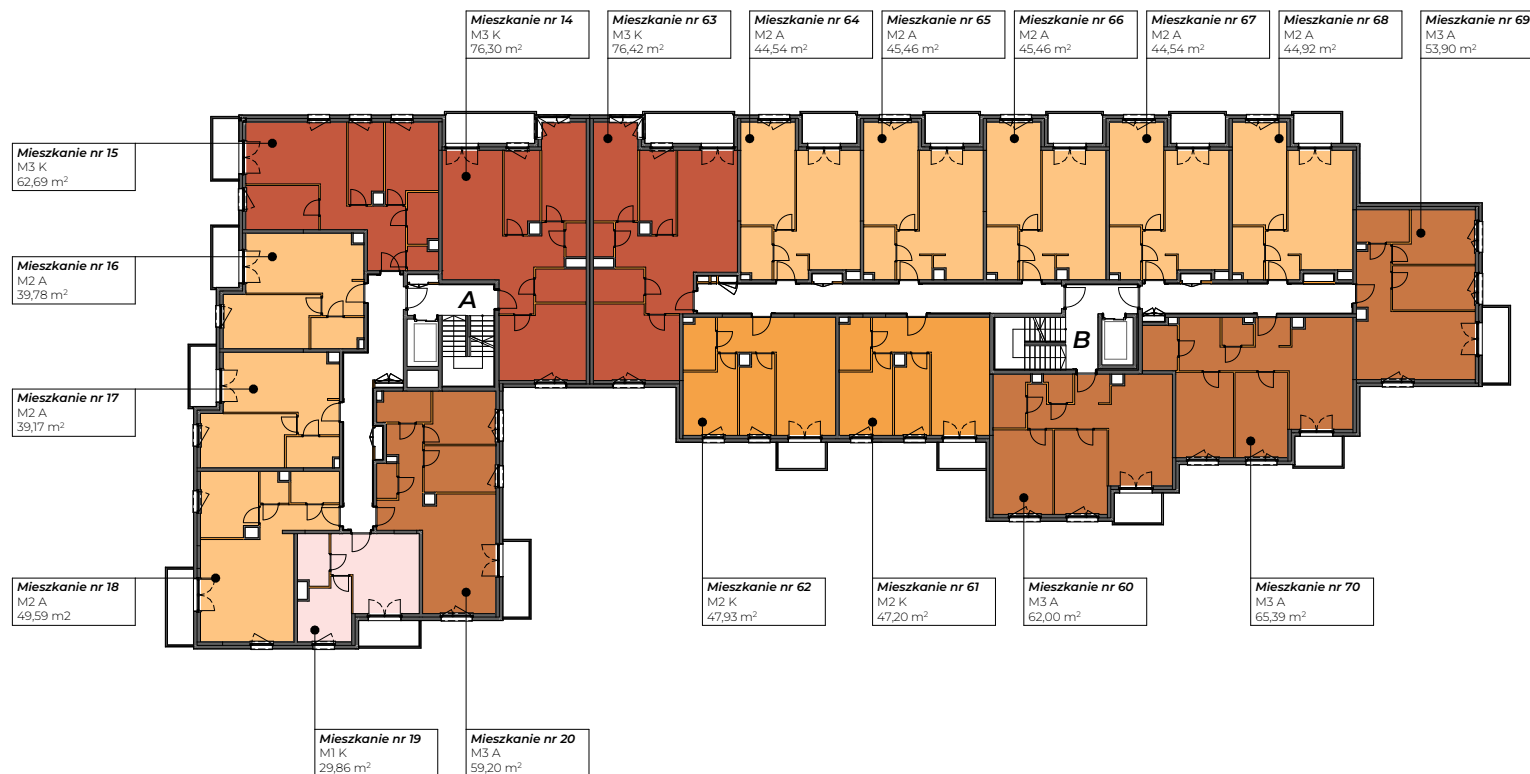 Mieszkanie nr 14
M3 K
76,30 m²
Mieszkanie nr 63
M3 K
76,42 m²
Mieszkanie nr 64
M2 A
44,54 m²
Mieszkanie nr 65
M2 A
45,46 m²
Mieszkanie nr 66
M2 A
45,46 m²
Mieszkanie nr 67
M2 A
44,54 m²
Mieszkanie nr 68
M2 A
44,92 m²
Mieszkanie nr 69
M3 A
53,90 m²
Mieszkanie nr 15
M3 K
62,69 m²
Mieszkanie nr 16
M2 A
39,78 m²
A
B
Mieszkanie nr 17
M2 A
39,17 m²
Mieszkanie nr 18
M2 A
49,59 m2
Mieszkanie nr 62
M2 K
47,93 m²
Mieszkanie nr 61
M2 K
47,20 m²
Mieszkanie nr 60
M3 A
62,00 m²
Mieszkanie nr 70
M3 A
65,39 m²
Mieszkanie nr 19
M1 K
29,86 m²
Mieszkanie nr 20
M3 A
59,20 m²